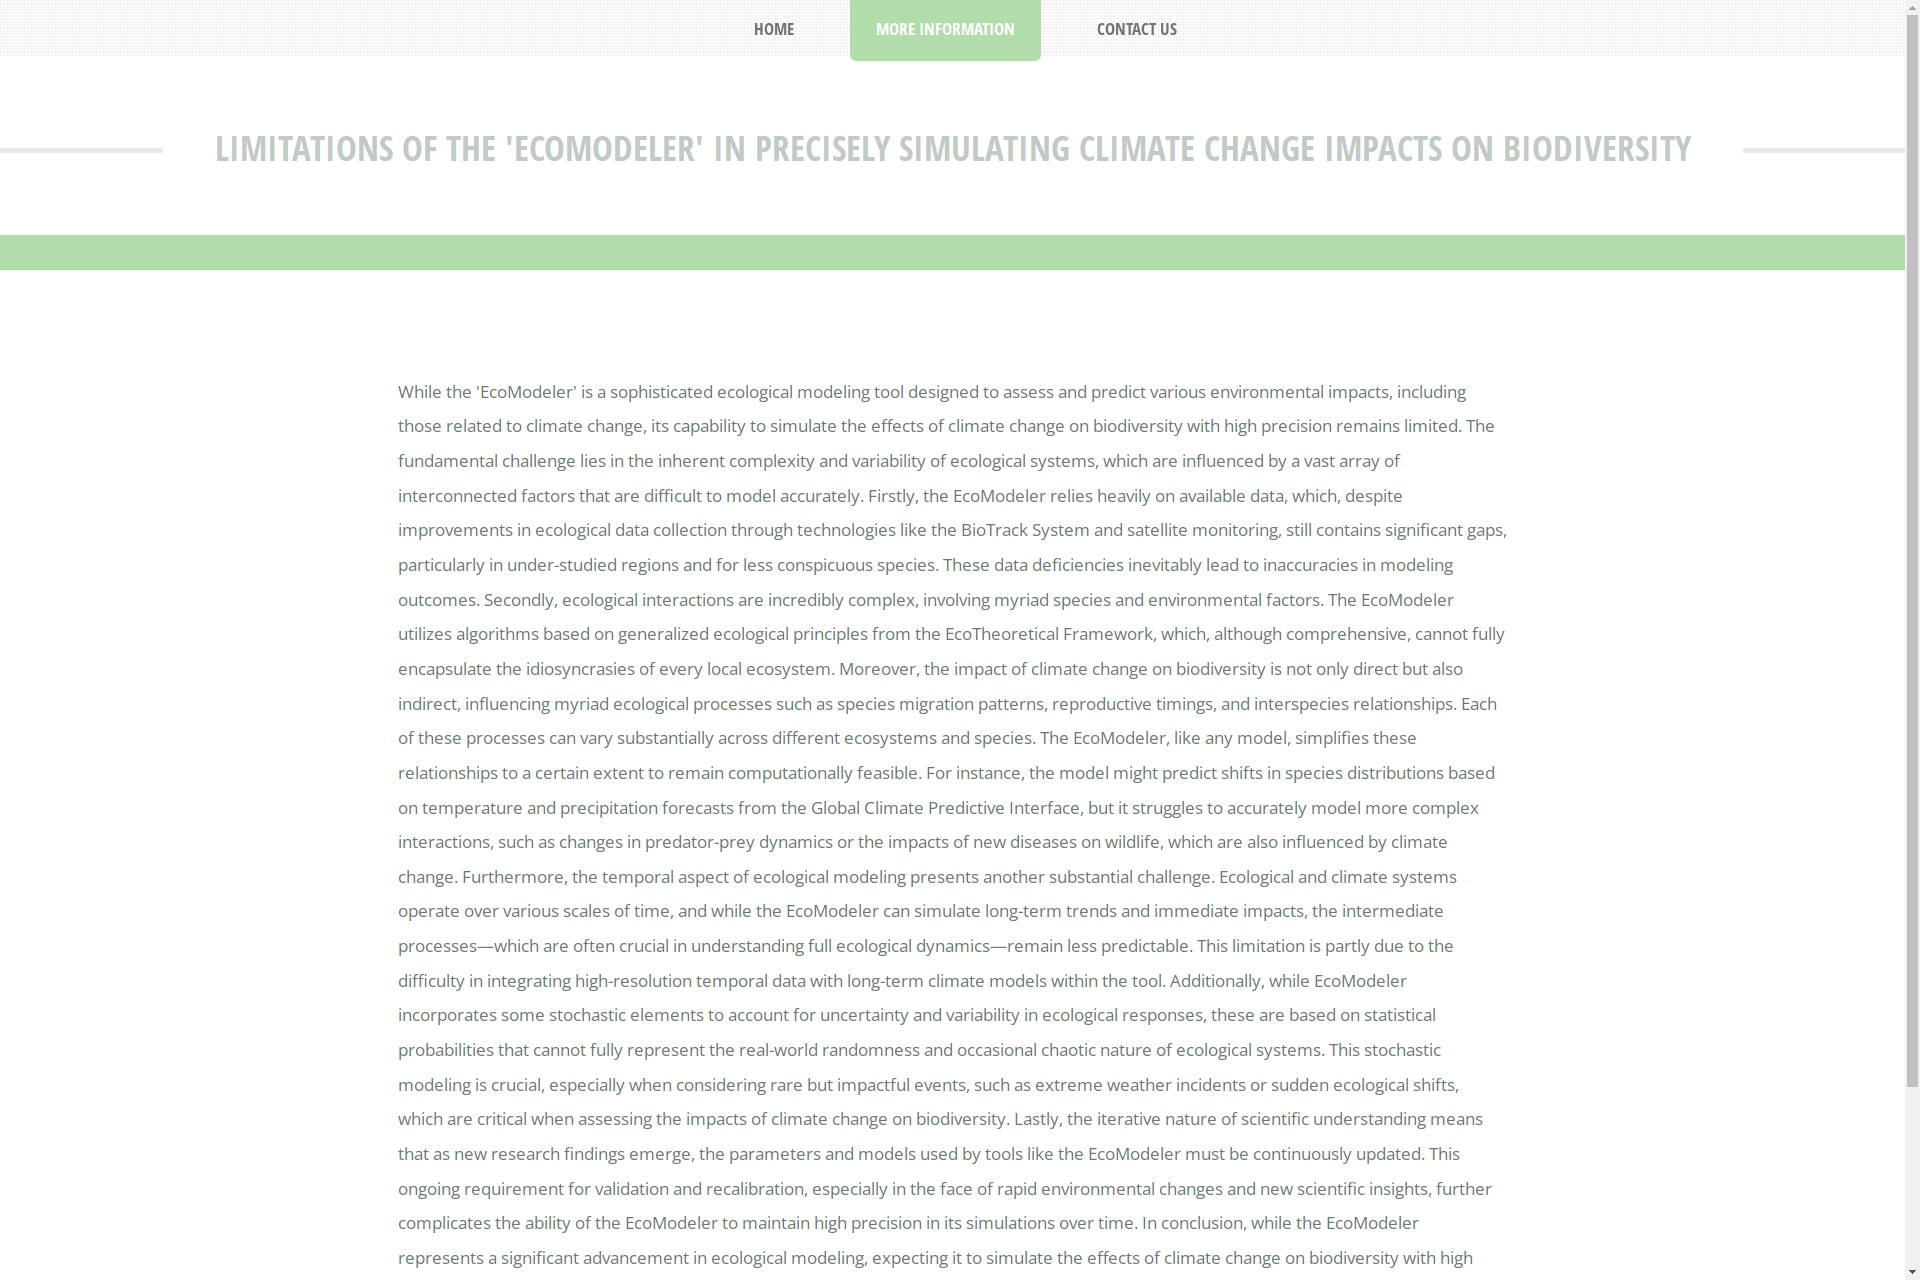 HOME
MORE INFORMATION
CONTACT US
LIMITATIONS OF THE 'ECOMODELER' IN PRECISELY SIMULATING CLIMATE CHANGE IMPACTS ON BIODIVERSITY
While the 'EcoModeler' is a sophisticated ecological modeling tool designed to assess and predict various environmental impacts, including
those related to climate change, its capability to simulate the effects of climate change on biodiversity with high precision remains limited. The
fundamental challenge lies in the inherent complexity and variability of ecological systems, which are influenced by a vast array of
interconnected factors that are difficult to model accurately. Firstly, the EcoModeler relies heavily on available data, which, despite
improvements in ecological data collection through technologies like the BioTrack System and satellite monitoring, still contains significant gaps,
particularly in under-studied regions and for less conspicuous species. These data deficiencies inevitably lead to inaccuracies in modeling
outcomes. Secondly, ecological interactions are incredibly complex, involving myriad species and environmental factors. The EcoModeler
utilizes algorithms based on generalized ecological principles from the EcoTheoretical Framework, which, although comprehensive, cannot fully
encapsulate the idiosyncrasies of every local ecosystem. Moreover, the impact of climate change on biodiversity is not only direct but also
indirect, influencing myriad ecological processes such as species migration patterns, reproductive timings, and interspecies relationships. Each
of these processes can vary substantially across different ecosystems and species. The EcoModeler, like any model, simplifies these
relationships to a certain extent to remain computationally feasible. For instance, the model might predict shifts in species distributions based
on temperature and precipitation forecasts from the Global Climate Predictive Interface, but it struggles to accurately model more complex
interactions, such as changes in predator-prey dynamics or the impacts of new diseases on wildlife, which are also influenced by climate
change. Furthermore, the temporal aspect of ecological modeling presents another substantial challenge. Ecological and climate systems
operate over various scales of time, and while the EcoModeler can simulate long-term trends and immediate impacts, the intermediate
processes—which are often crucial in understanding full ecological dynamics—remain less predictable. This limitation is partly due to the
difficulty in integrating high-resolution temporal data with long-term climate models within the tool. Additionally, while EcoModeler
incorporates some stochastic elements to account for uncertainty and variability in ecological responses, these are based on statistical
probabilities that cannot fully represent the real-world randomness and occasional chaotic nature of ecological systems. This stochastic
modeling is crucial, especially when considering rare but impactful events, such as extreme weather incidents or sudden ecological shifts,
which are critical when assessing the impacts of climate change on biodiversity. Lastly, the iterative nature of scientific understanding means
that as new research findings emerge, the parameters and models used by tools like the EcoModeler must be continuously updated. This
ongoing requirement for validation and recalibration, especially in the face of rapid environmental changes and new scientific insights, further
complicates the ability of the EcoModeler to maintain high precision in its simulations over time. In conclusion, while the EcoModeler
represents a significant advancement in ecological modeling, expecting it to simulate the effects of climate change on biodiversity with high